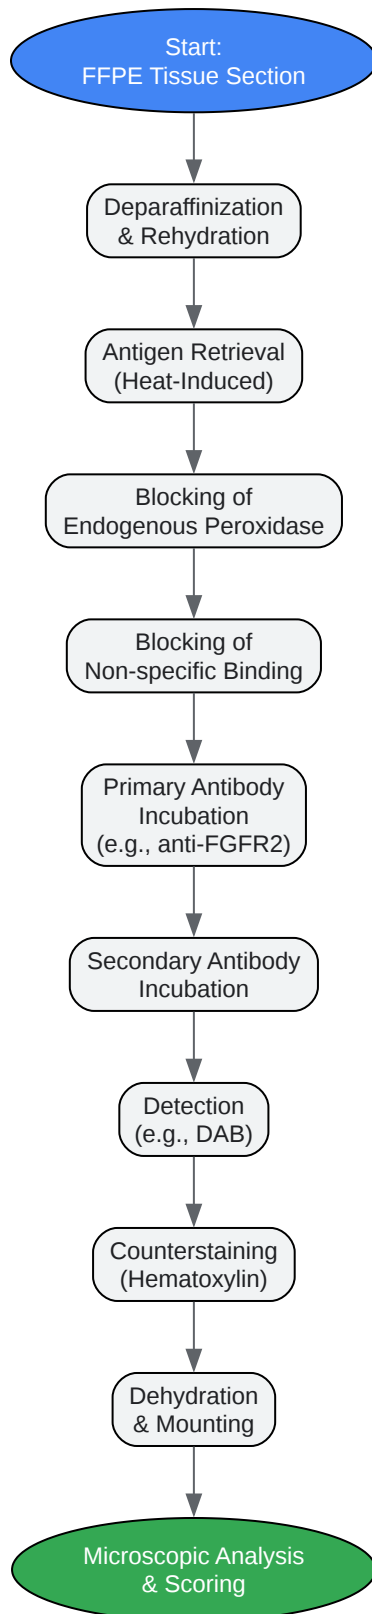 Start:
FFPE Tissue Section
Deparaffinization
& Rehydration
Antigen Retrieval
(Heat-Induced)
Blocking of
Endogenous Peroxidase
Blocking of
Non-specific Binding
Primary Antibody
Incubation
(e.g., anti-FGFR2)
Secondary Antibody
Incubation
Detection
(e.g., DAB)
Counterstaining
(Hematoxylin)
Dehydration
& Mounting
Microscopic Analysis
& Scoring